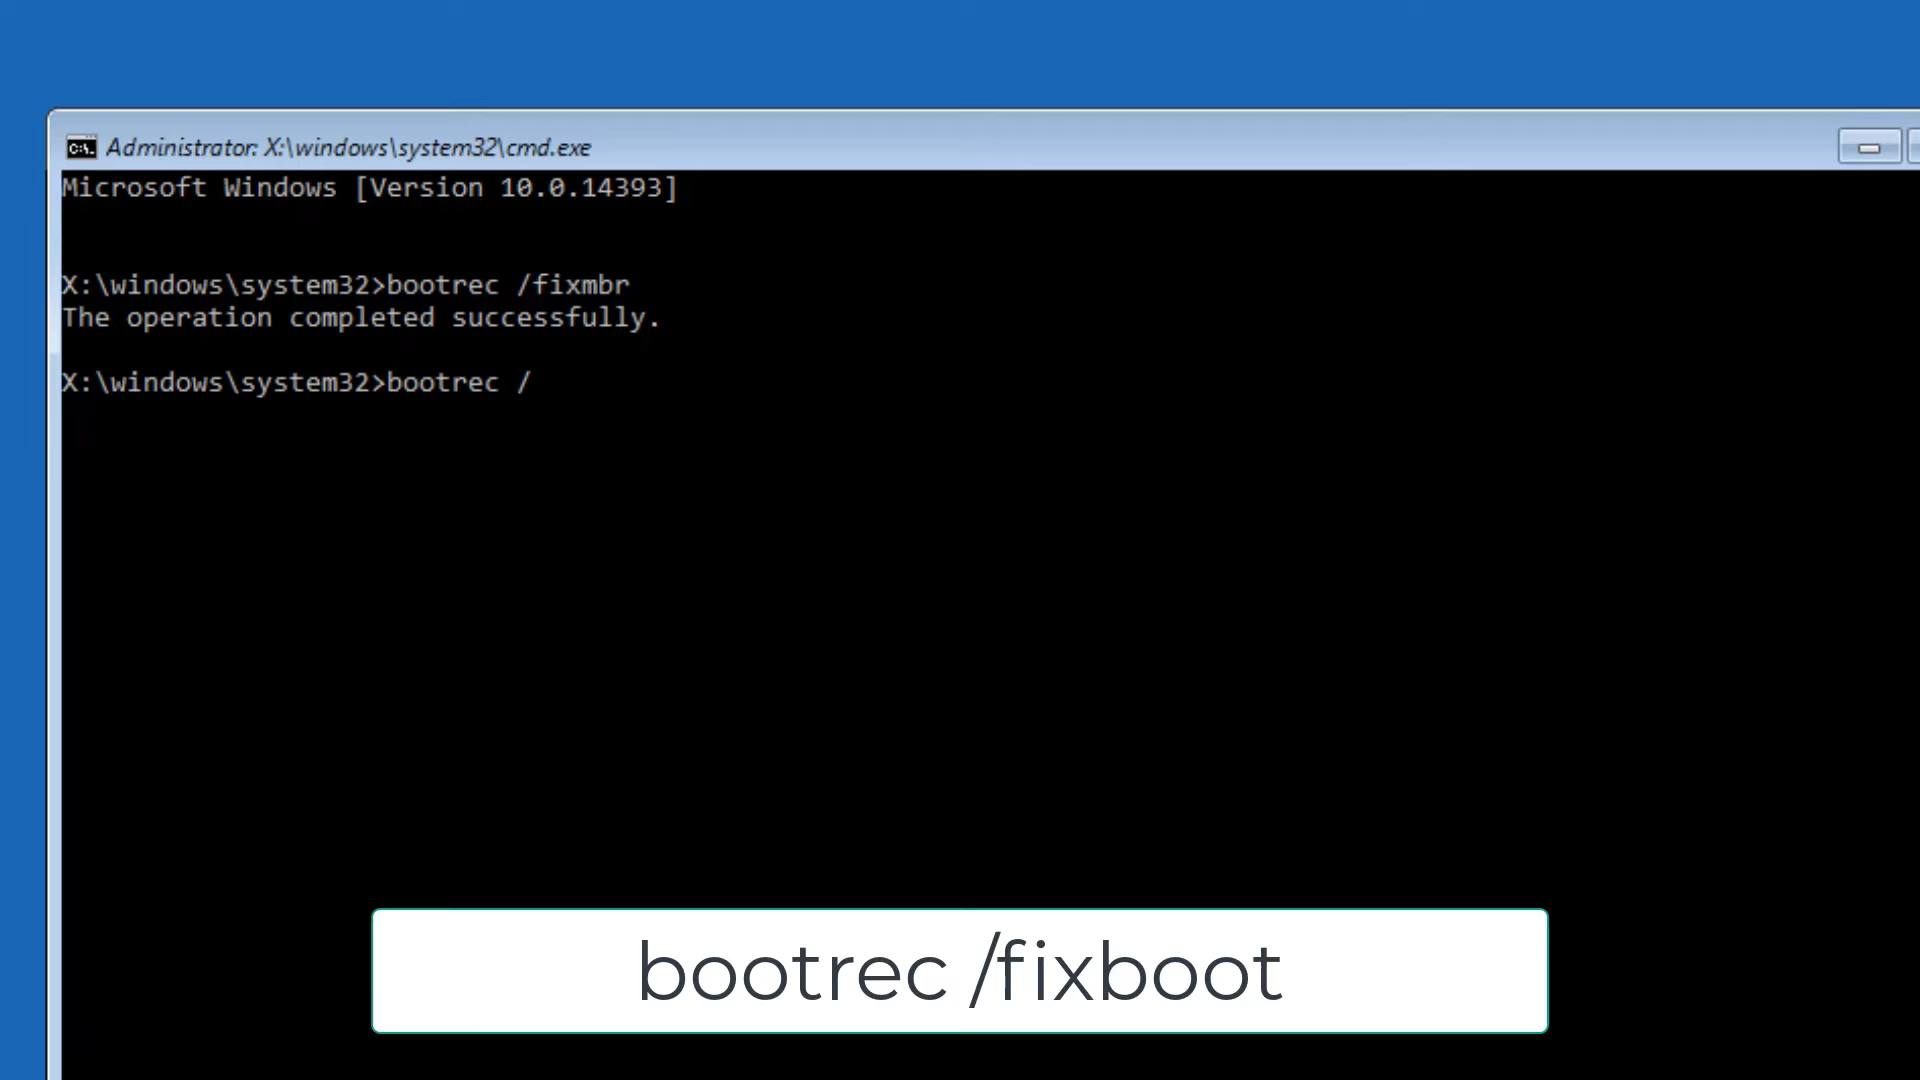 Administrator: X:\windows\system32\cmd.exe
Microsoft Windows [Version 10.0.14393]
X:\windows\system32>bootrec /fixmbr
The operation completed successfully.
X:\windows\system32>bootrec /
bootrec /fixboot